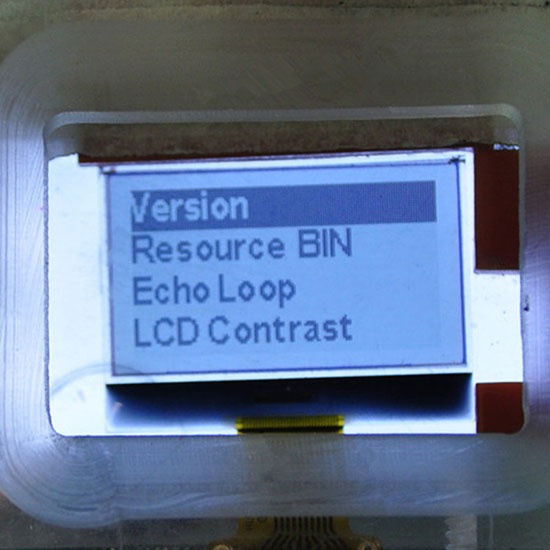 Version
Resource BIN
Echo Loop
LCD Contrast